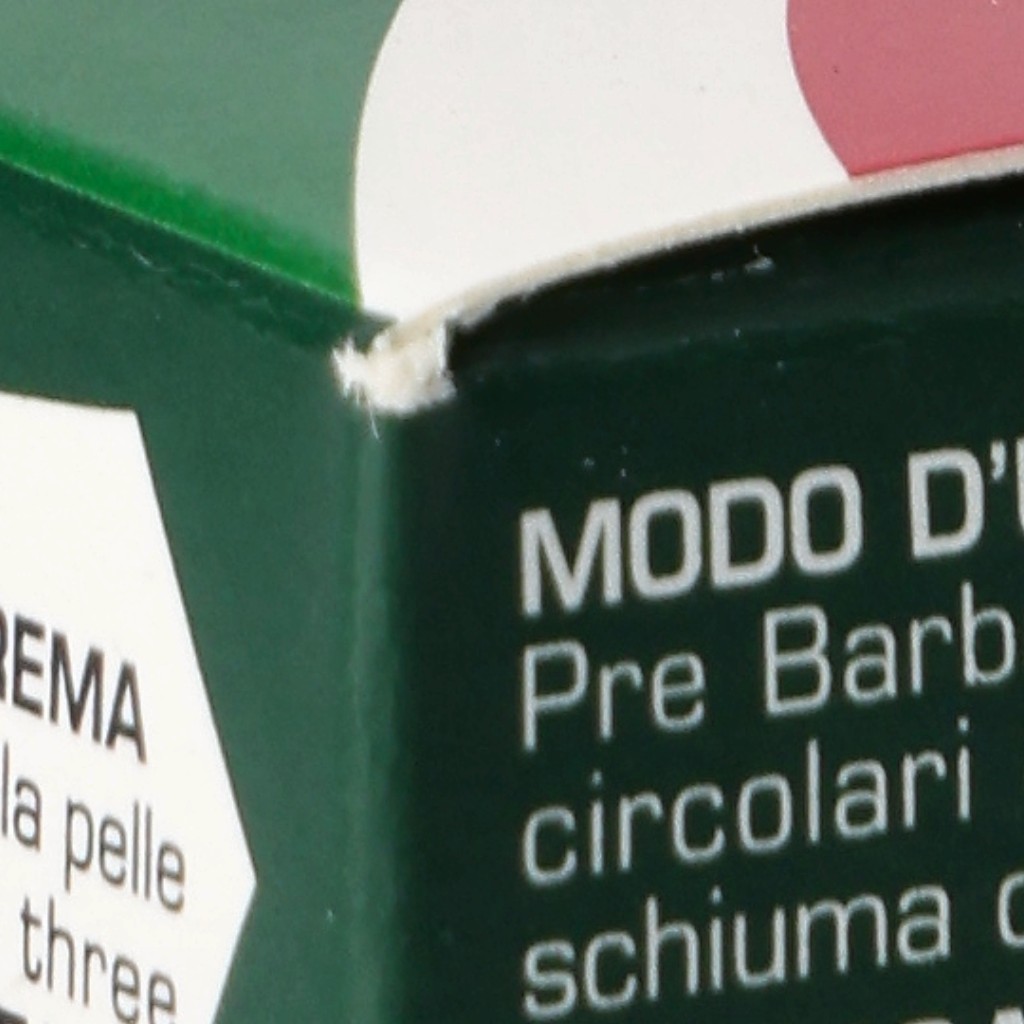 REMA
la pelle
three
MODO D'U
Pre Barb
circolari
schiuma